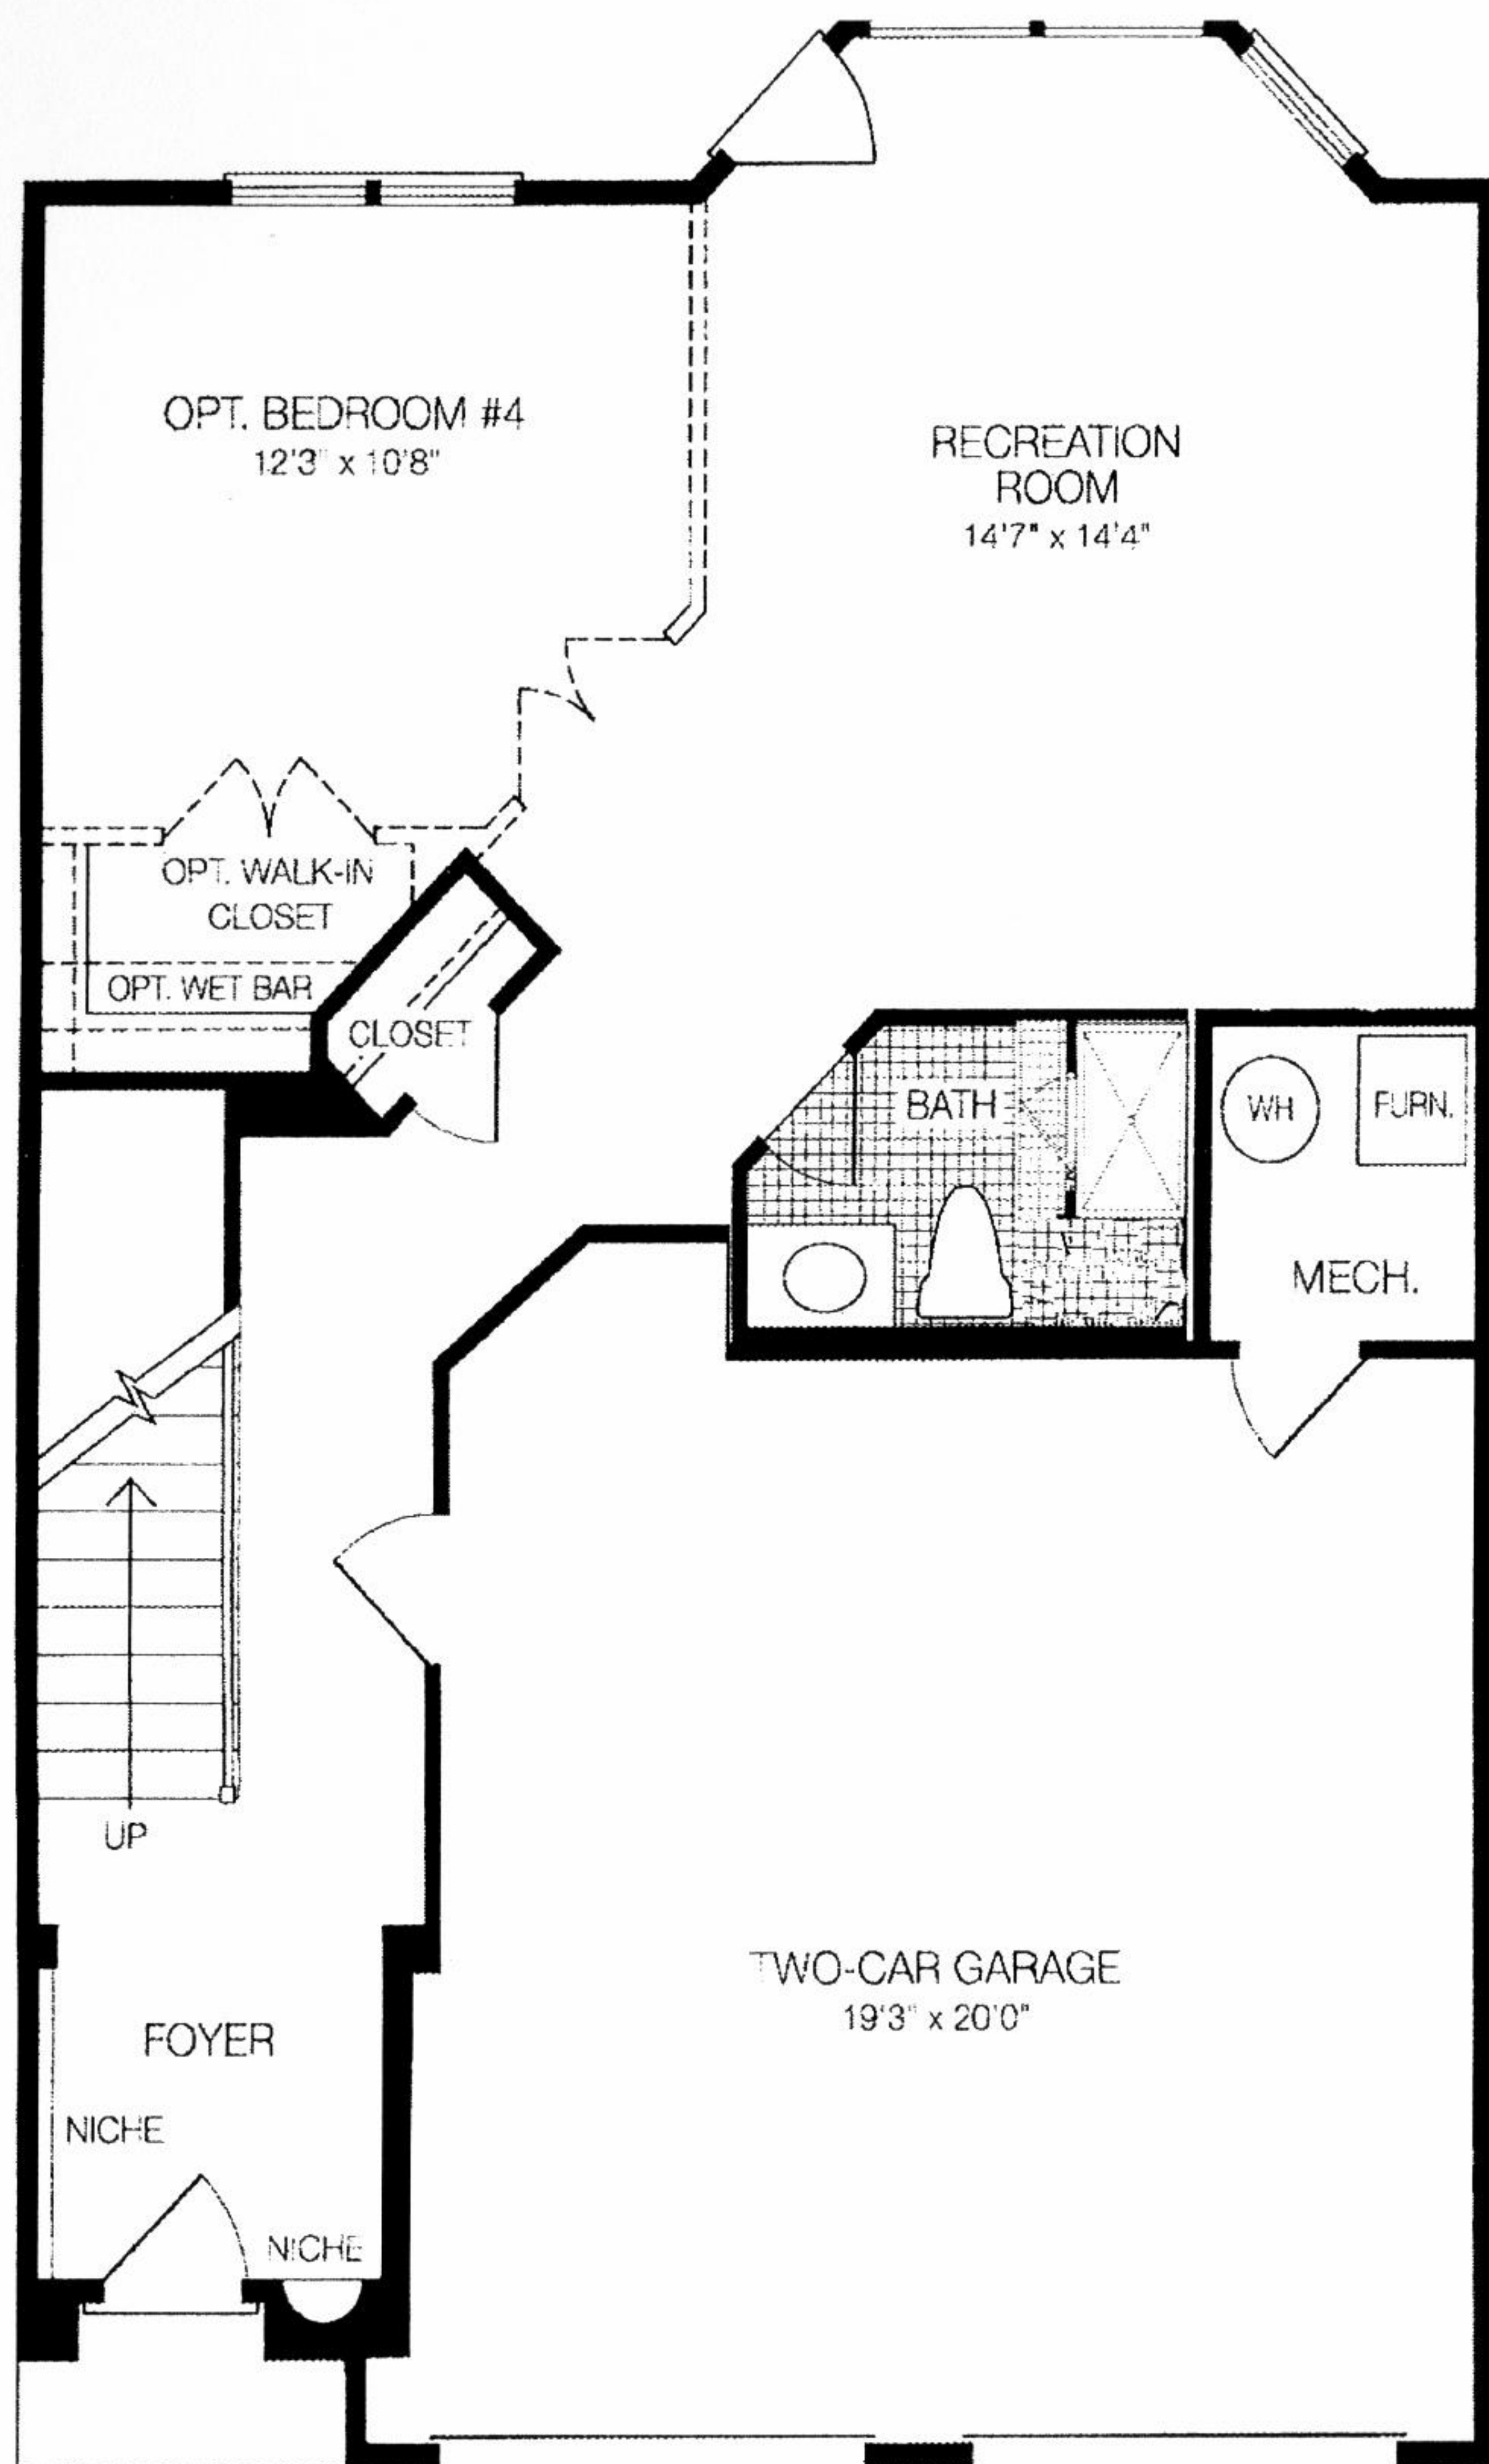 OPT. BEDROOM #4
12'3" x 10'8"
RECREATION
ROOM
14'7" x 14'4"
OPT. WALK-IN
CLOSET
OPT. WET BAR
CLOSET
BATH
WH
FURN.
MECH.
UP
TWO-CAR GARAGE
19'3" x 20'0"
FOYER
NICHE
NICHE